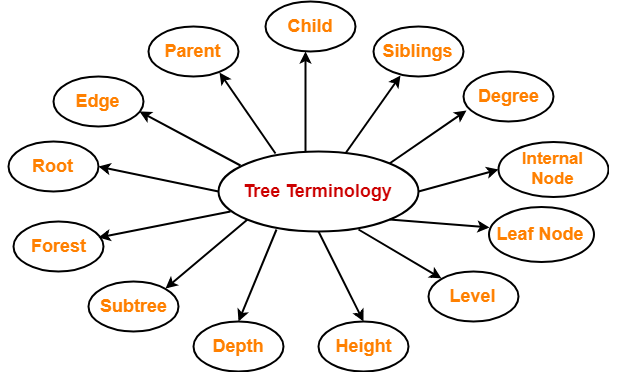 Child
Parent
Siblings
Edge
Degree
Root
Internal
Node
Tree Terminology
Forest
Leaf Node
Subtree
Level
Depth
Height